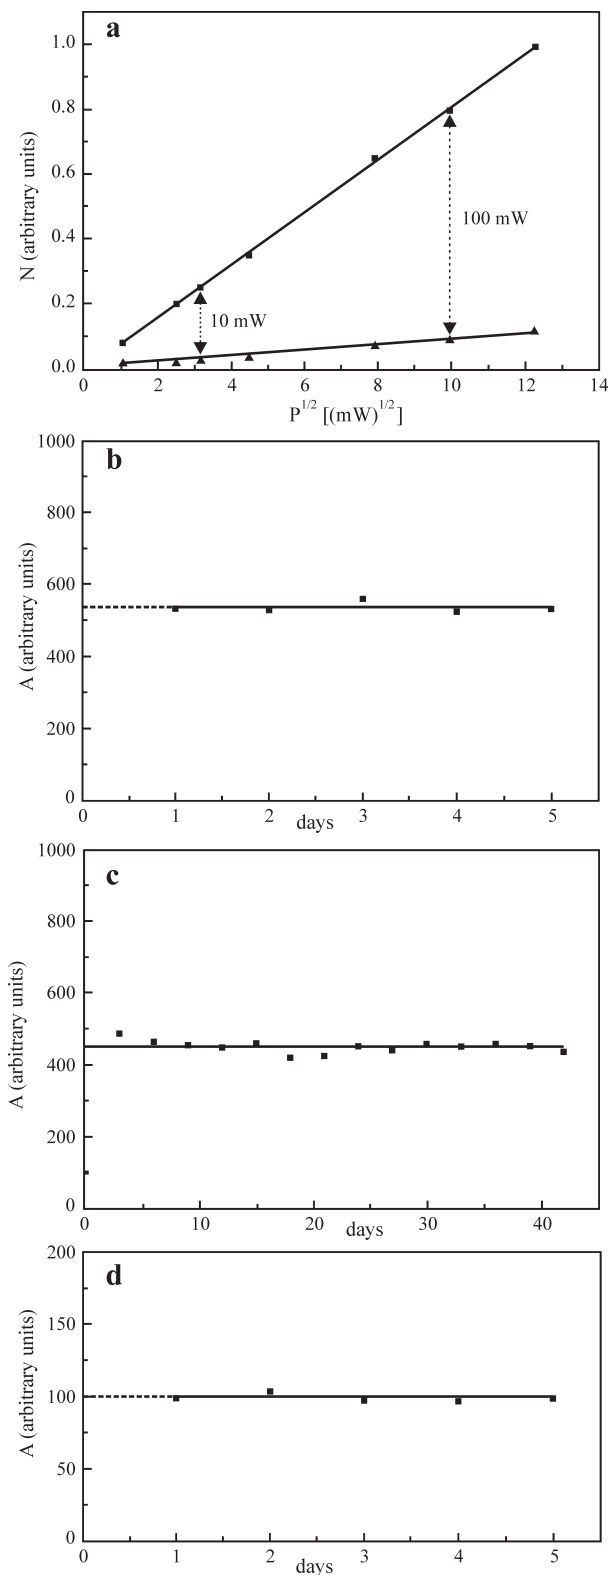 a
N (arbitrary units)
1.0
0.8
0.6
0.4
0.2
0.0
100 mW
10 mW
0 2 4 6 8 10 12 14
P^1/2 [(mW)^1/2]
b
A (arbitrary units)
1000
800
600
400
200
0
0 1 2 3 4 5
days
c
A (arbitrary units)
1000
800
600
400
200
0
0 10 20 30 40
days
d
A (arbitrary units)
200
150
100
50
0
0 1 2 3 4 5
days